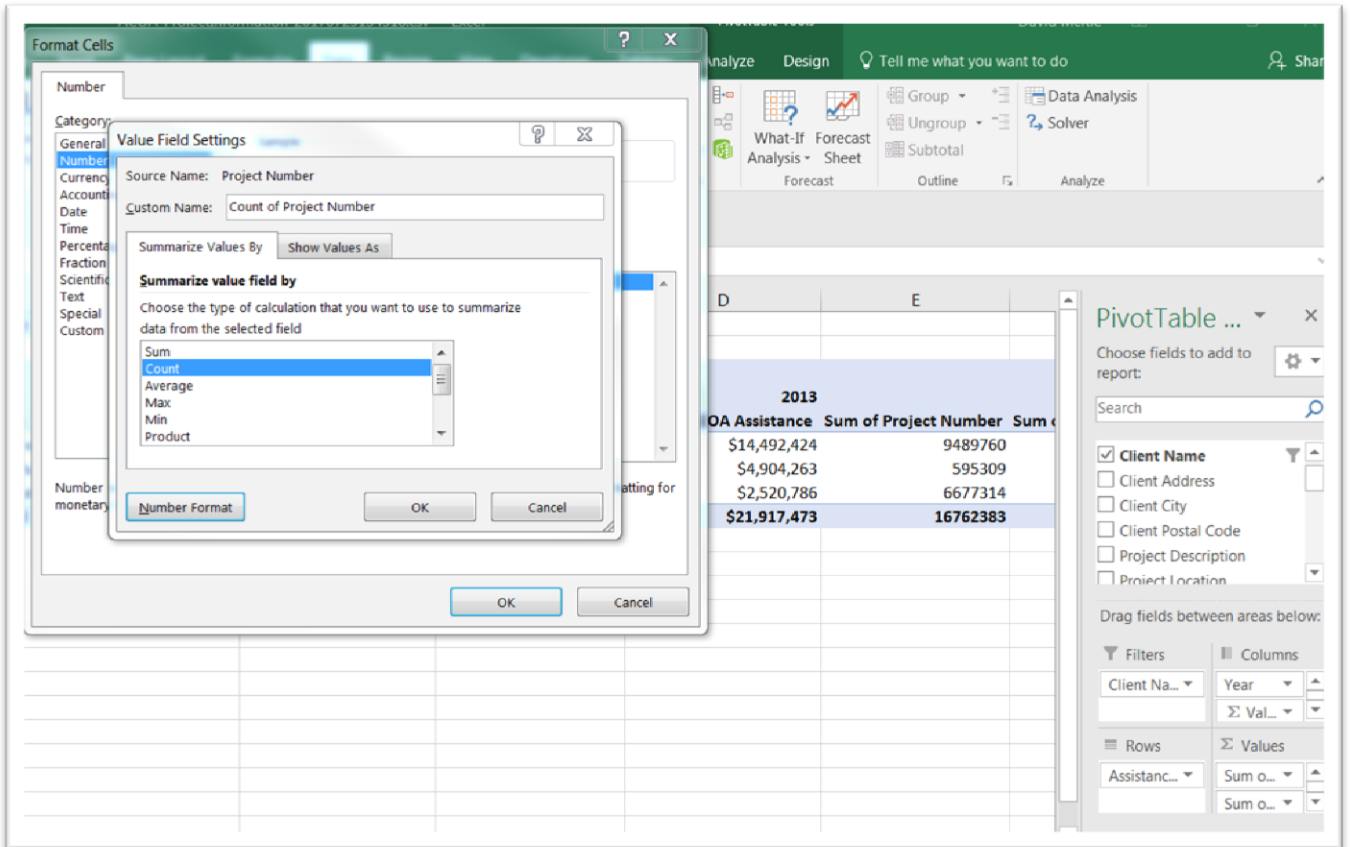 Format Cells
? X
Analyze Design Tell me what you want to do
Number
Category:
General
Number
Currency
Date
Time
Fraction
Scientific
Text
Special
Custom
Value Field Settings
Source Name: Project Number
Custom Name: Count of Project Number
Summarize Values By Show Values As
Summarize value field by
Choose the type of calculation that you want to use to summarize
data from the selected field
Sum
Count
Average
Max
Min
Product
Number Format OK Cancel
Number atting for
monetary
OK Cancel
Group
Ungroup
Subtotal
What-If
Analysis
Forecast
Sheet
Data Analysis
Solver
Forecast Outline Analyze
D E
2013
OA Assistance Sum of Project Number Sum
$14,492,424 9489760
$4,904,263 595309
$2,520,786 6677314
$21,917,473 16762383
PivotTable ...
Choose fields to add to
report:
Search
Client Name
Client Address
Client City
Client Postal Code
Project Description
Project Location
Drag fields between areas below:
Filters Columns
Client Na... Year
Σ Val...
Rows Σ Values
Assistanc... Sum o...
Sum o...